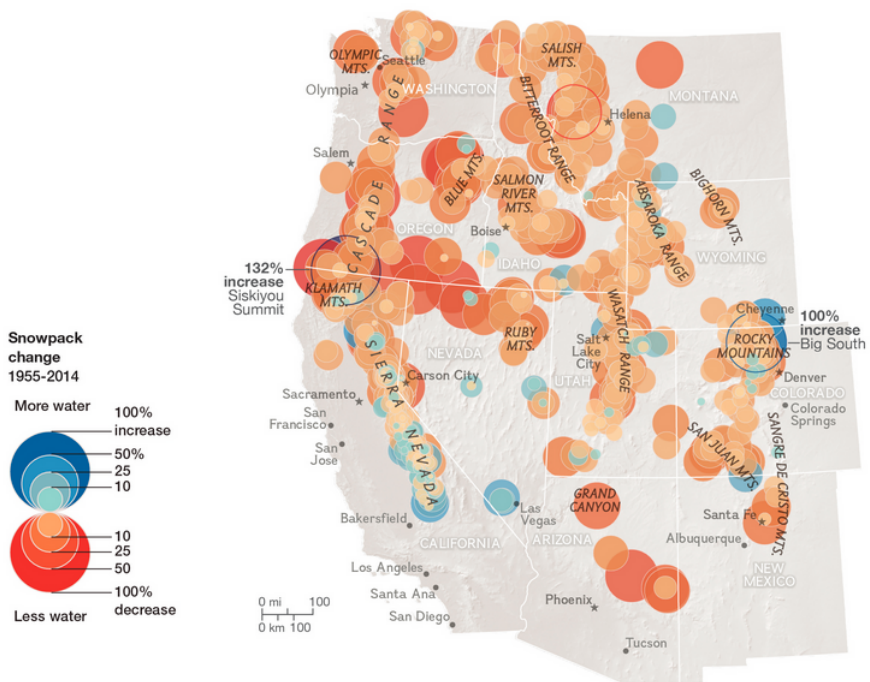 Snowpack
change
1955-2014
More water
100%
increase
50%
25
10
10
25
50
100%
decrease
Less water
OLYMPIC
MTS.
Seattle
Olympia
WASHINGTON
CASCADE RANGE
SALISH
MTS.
BITTERROOT RANGE
Helena
MONTANA
Salem
BLUE MTS.
SALMON
RIVER
MTS.
OREGON
Boise
IDAHO
ABSAROKA RANGE
BIGHORN MTS.
WYOMING
132%
increase
Siskiyou
Summit
KLAMATH
MTS.
RUBY
MTS.
NEVADA
WASATCH RANGE
Salt
Lake
City
UTAH
Cheyenne
100%
increase
Big South
ROCKY
MOUNTAINS
Denver
COLORADO
Colorado
Springs
SIERRA NEVADA
Carson City
Sacramento
San
Francisco
San
Jose
SAN JUAN MTS.
SANGRE DE CRISTO MTS.
Bakersfield
Las
Vegas
GRAND
CANYON
CALIFORNIA
ARIZONA
Santa Fe
Albuquerque
NEW
MEXICO
Los Angeles
Santa Ana
San Diego
Phoenix
Tucson
0 mi 100
0 km 100